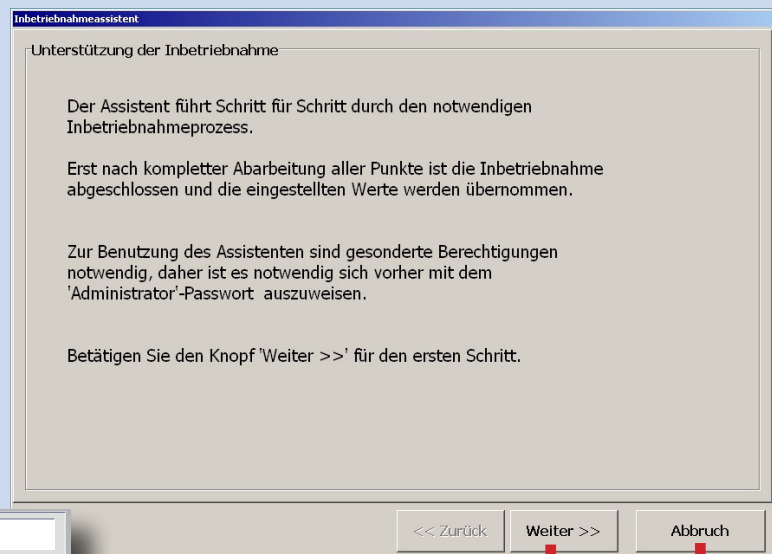 Inbetriebnahmeassistent
Unterstützung der Inbetriebnahme
Der Assistent führt Schritt für Schritt durch den notwendigen
Inbetriebnahmeprozess.
Erst nach kompletter Abarbeitung aller Punkte ist die Inbetriebnahme
abgeschlossen und die eingestellten Werte werden übernommen.
Zur Benutzung des Assistenten sind gesonderte Berechtigungen
notwendig, daher ist es notwendig sich vorher mit dem
'Administrator'-Passwort auszuweisen.
Betätigen Sie den Knopf 'Weiter >>' für den ersten Schritt.
<< Zurück Weiter >> Abbruch